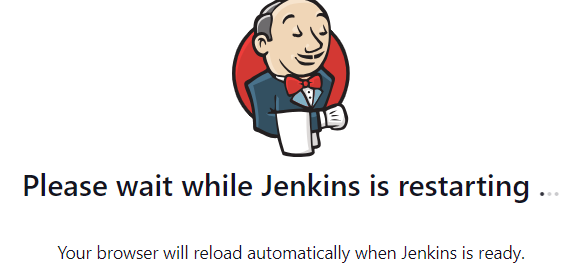 Please wait while Jenkins is restarting ...
Your browser will reload automatically when Jenkins is ready.